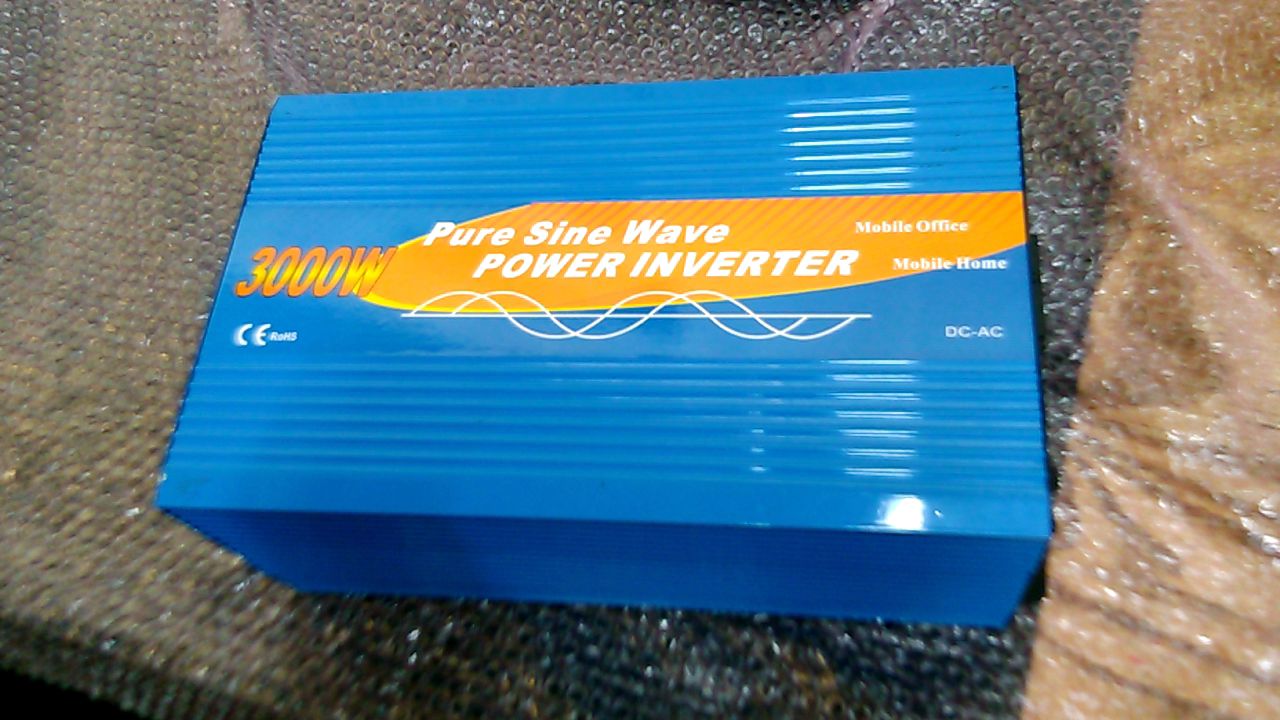 Pure Sine Wave
POWER INVERTER
3000W
Mobile Office
Mobile Home
CE RoHS
DC-AC